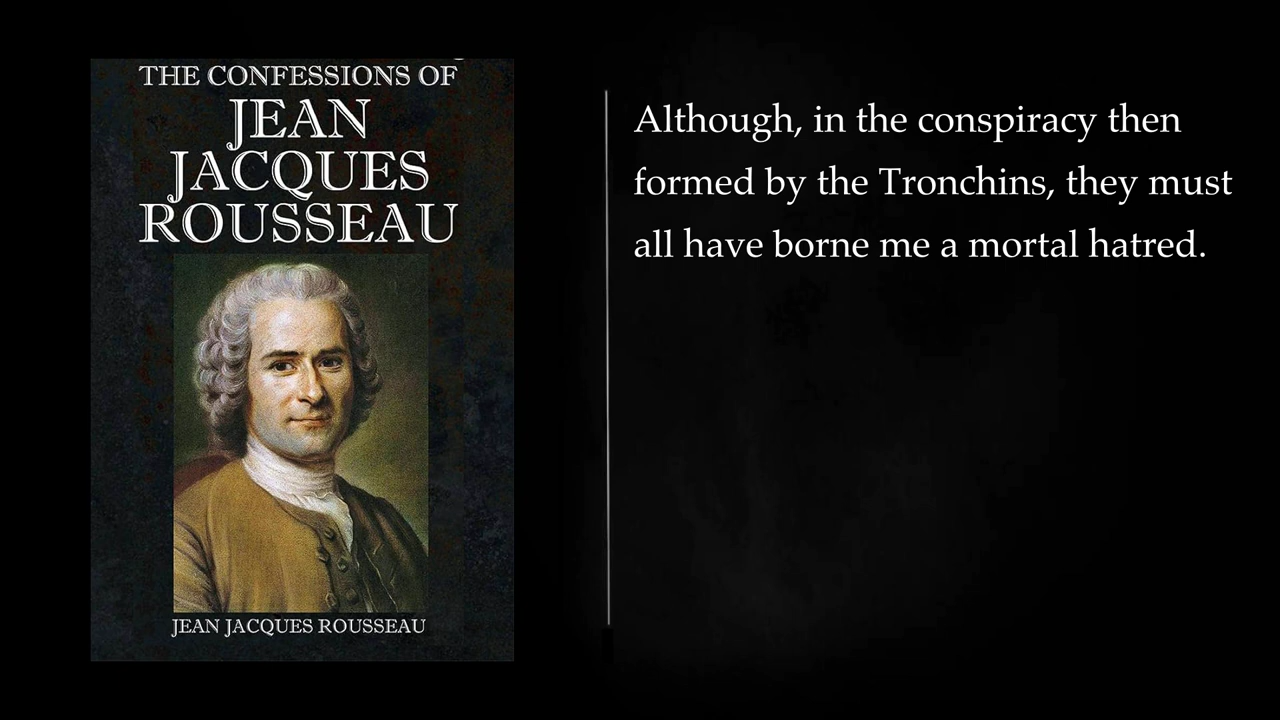 THE CONFESSIONS OF
JEAN
JACQUES
ROUSSEAU
JEAN JACQUES ROUSSEAU
Although, in the conspiracy then
formed by the Tronchins, they must
all have borne me a mortal hatred.